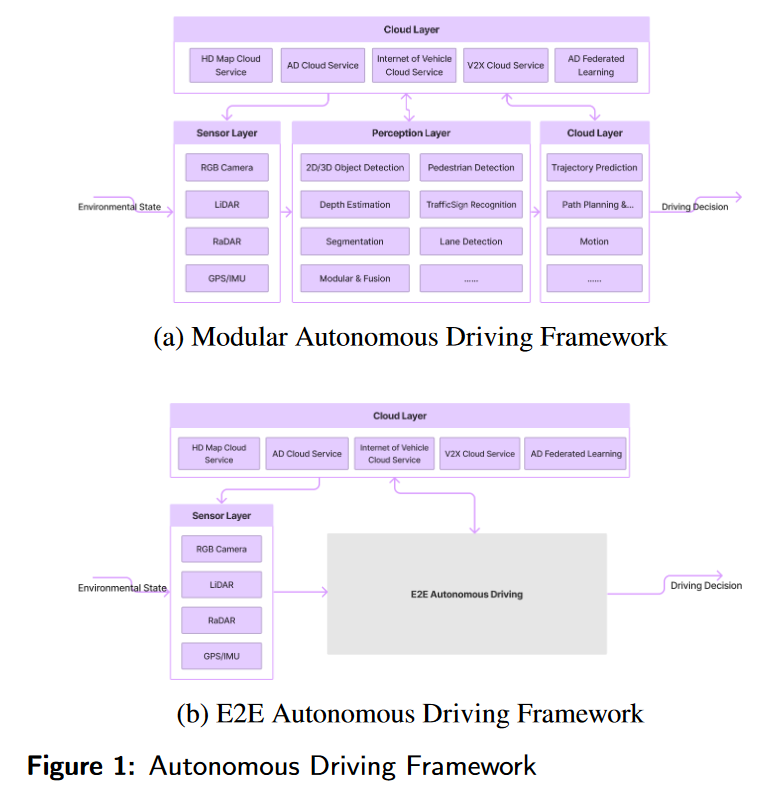 Cloud Layer
HD Map Cloud
Service
AD Cloud Service
Internet of Vehicle
Cloud Service
V2X Cloud Service
AD Federated
Learning
Sensor Layer
RGB Camera
LiDAR
RaDAR
GPS/IMU
Perception Layer
2D/3D Object Detection
Pedestrian Detection
Depth Estimation
TrafficSign Recognition
Segmentation
Lane Detection
Modular & Fusion
......
Cloud Layer
Trajectory Prediction
Path Planning &...
Motion
......
Environmental State
Driving Decision
(a) Modular Autonomous Driving Framework
Cloud Layer
HD Map Cloud
Service
AD Cloud Service
Internet of Vehicle
Cloud Service
V2X Cloud Service
AD Federated Learning
Sensor Layer
RGB Camera
LiDAR
RaDAR
GPS/IMU
Environmental State
E2E Autonomous Driving
Driving Decision
(b) E2E Autonomous Driving Framework
Figure 1: Autonomous Driving Framework